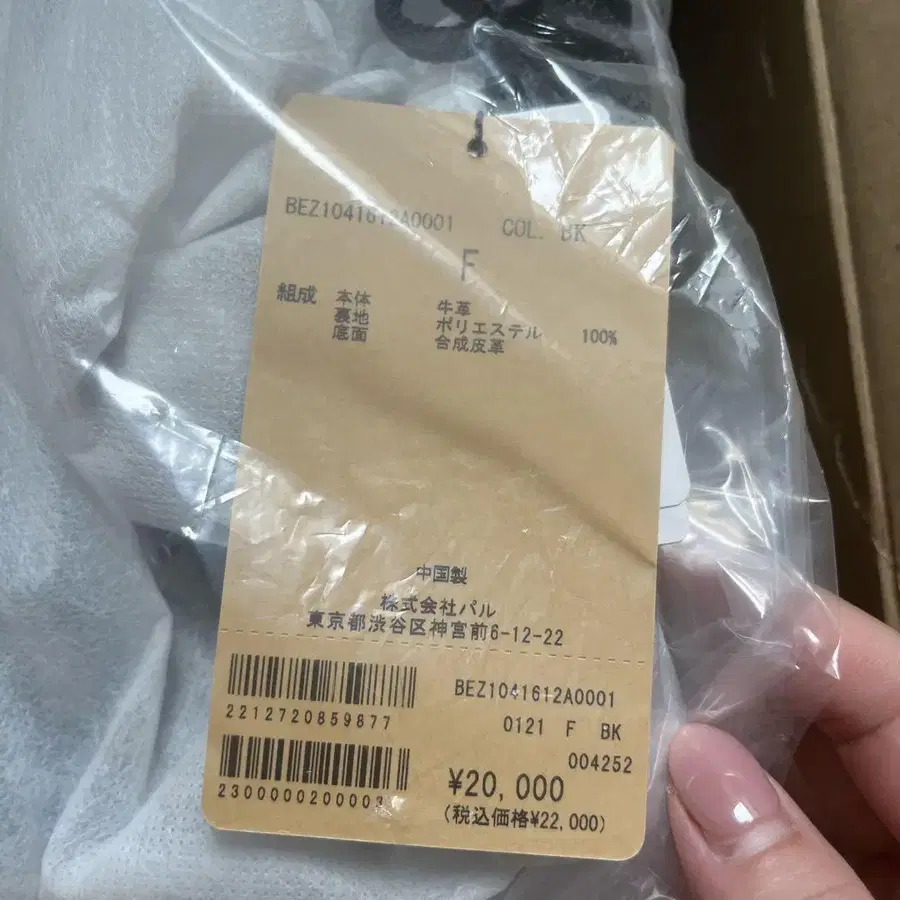 BEZ1041612A0001 COL. BK
F
組成 本体 牛革
裏地 ポリエステル 100%
底面 合成皮革
中国製
株式会社パル
東京都渋谷区神宮前6-12-22
BEZ1041612A0001
2212720859877
0121 F BK
004252
¥20,000
2300000200003
(税込価格¥22,000)